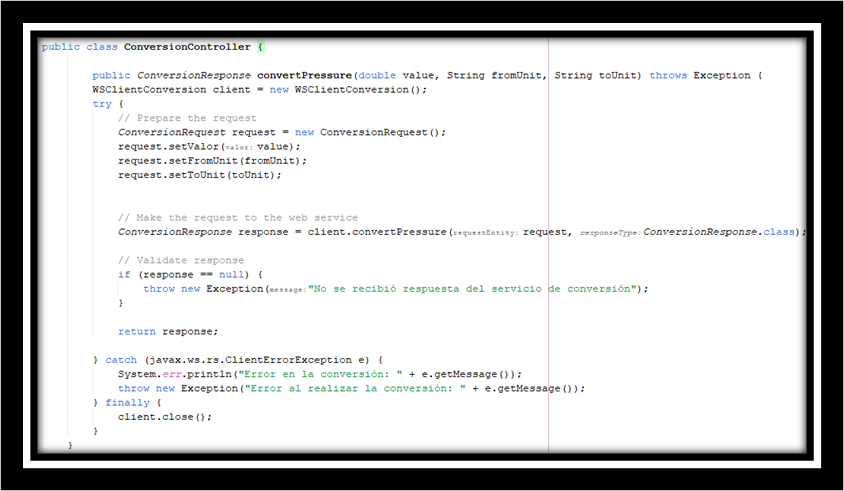 public class ConversionController {
public ConversionResponse convertPressure(double value, String fromUnit, String toUnit) throws Exception {
WSClientConversion client = new WSClientConversion();
try {
// Prepare the request
ConversionRequest request = new ConversionRequest();
request.setValor(valor: value);
request.setFromUnit(fromUnit);
request.setToUnit(toUnit);
// Make the request to the web service
ConversionResponse response = client.convertPressure(requestEntity: request, responseType: ConversionResponse.class);
// Validate response
if (response == null) {
throw new Exception(message: "No se recibió respuesta del servicio de conversión");
}
return response;
} catch (javax.ws.rs.ClientErrorException e) {
System.err.println("Error en la conversión: " + e.getMessage());
throw new Exception("Error al realizar la conversión: " + e.getMessage());
} finally {
client.close();
}
}